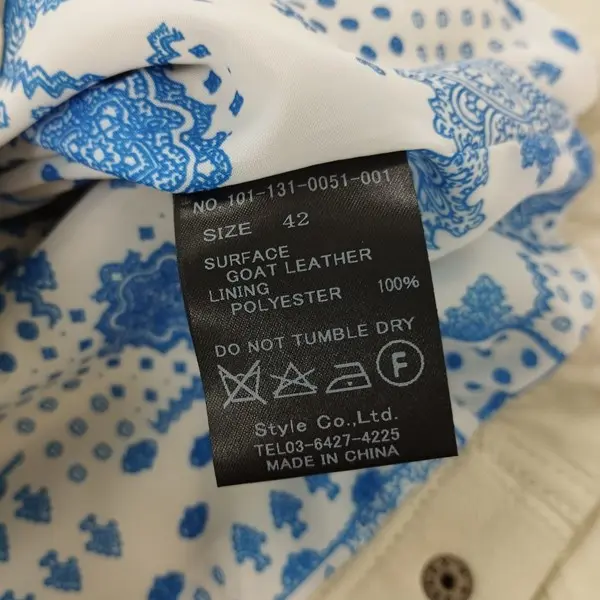 NO. 101-131-0051-001
SIZE 42
SURFACE
GOAT LEATHER
LINING
POLYESTER 100%
DO NOT TUMBLE DRY
F
Style Co.,Ltd.
TEL03-6427-4225
MADE IN CHINA